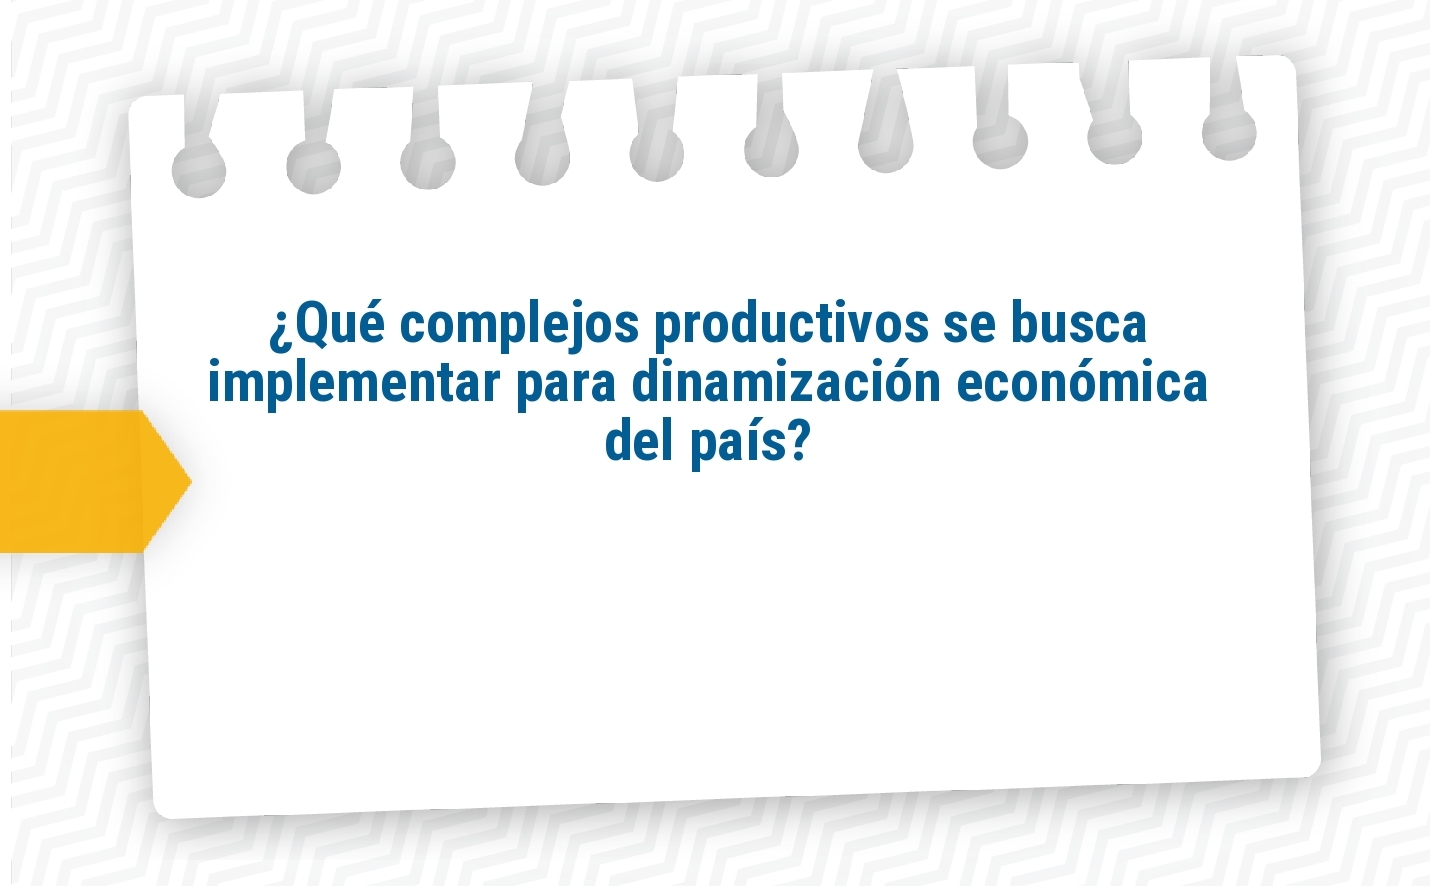 ¿Qué complejos productivos se busca
implementar para dinamización económica
del país?